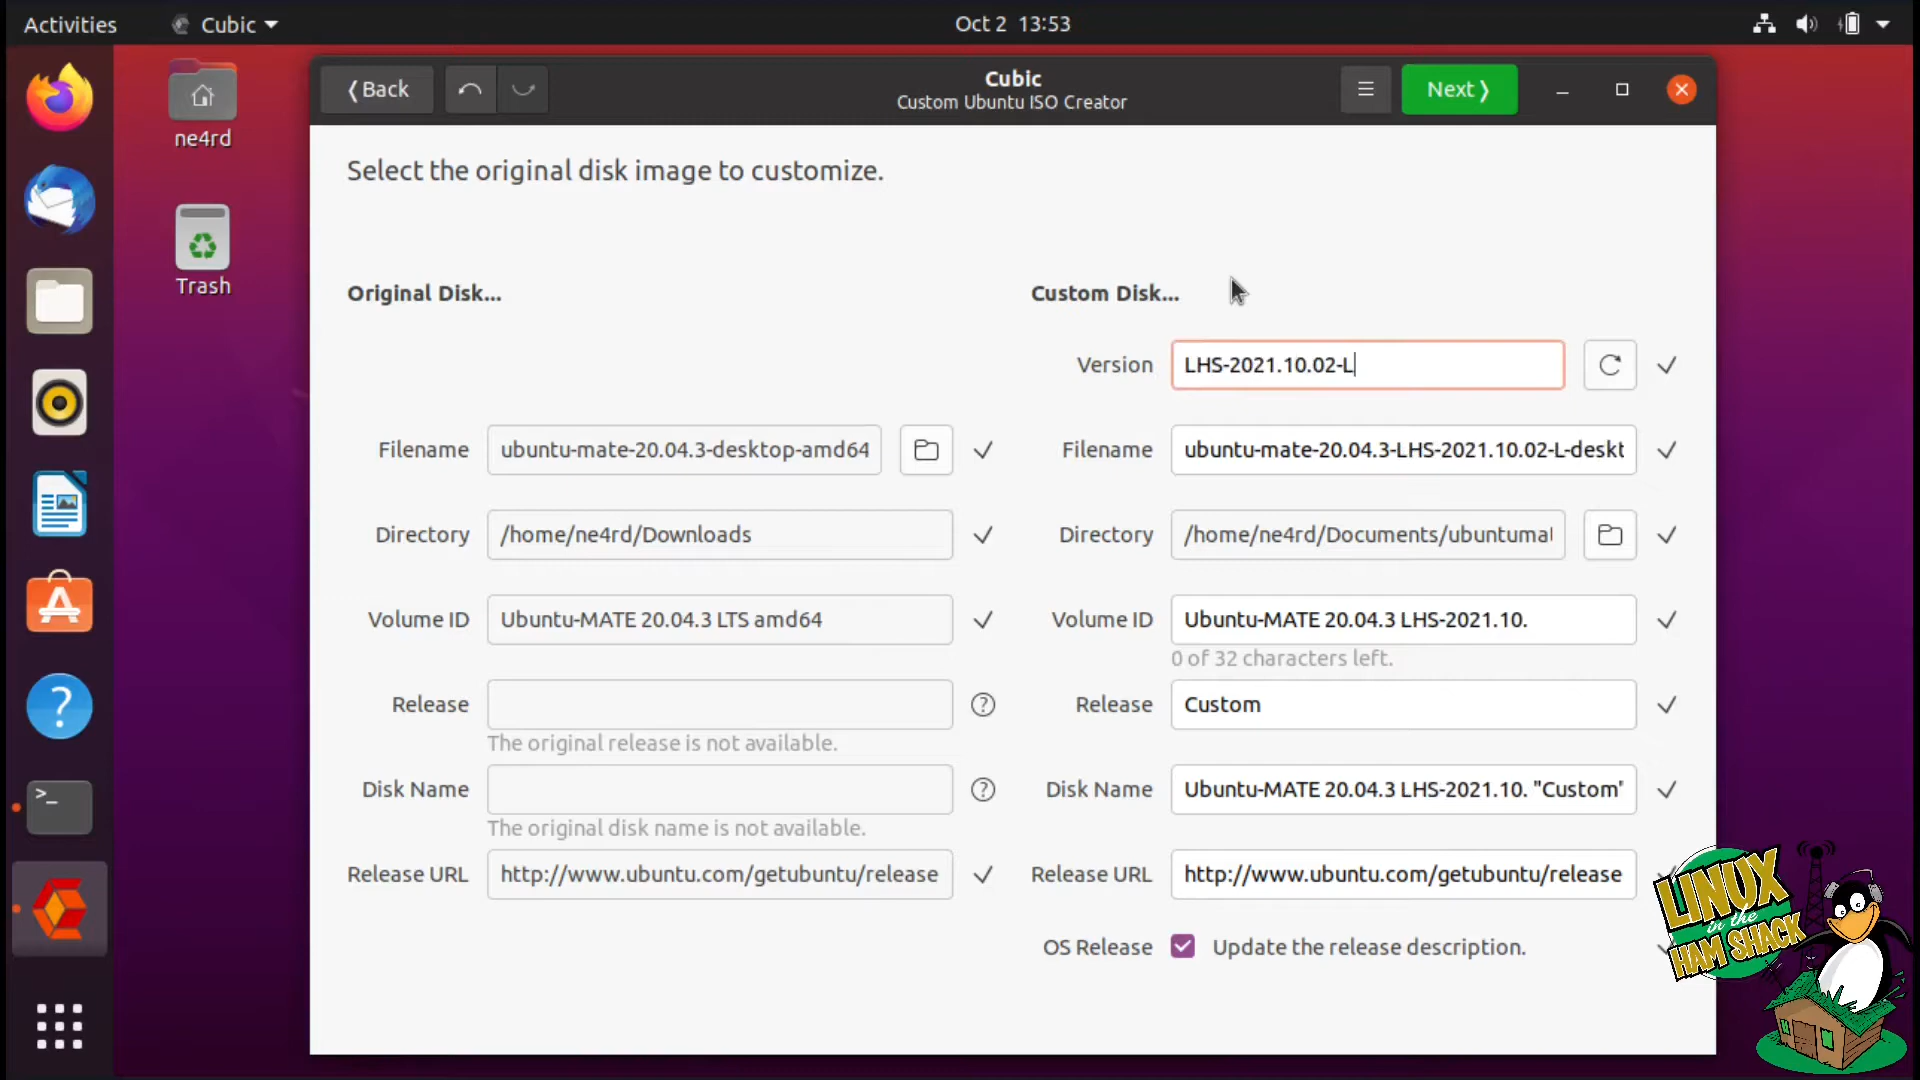 Activities
Cubic
Oct 2 13:53
ne4rd
Trash
Back
Cubic
Custom Ubuntu ISO Creator
Next
Select the original disk image to customize.
Original Disk...
Custom Disk...
Version LHS-2021.10.02-L
Filename ubuntu-mate-20.04.3-desktop-amd64
Filename ubuntu-mate-20.04.3-LHS-2021.10.02-L-deskt
Directory /home/ne4rd/Downloads
Directory /home/ne4rd/Documents/ubuntumat
Volume ID Ubuntu-MATE 20.04.3 LTS amd64
Volume ID Ubuntu-MATE 20.04.3 LHS-2021.10.
0 of 32 characters left.
Release
The original release is not available.
Release Custom
Disk Name
The original disk name is not available.
Disk Name Ubuntu-MATE 20.04.3 LHS-2021.10. "Custom"
Release URL http://www.ubuntu.com/getubuntu/release
Release URL http://www.ubuntu.com/getubuntu/release
OS Release Update the release description.
LINUX
in the
HAM SHACK